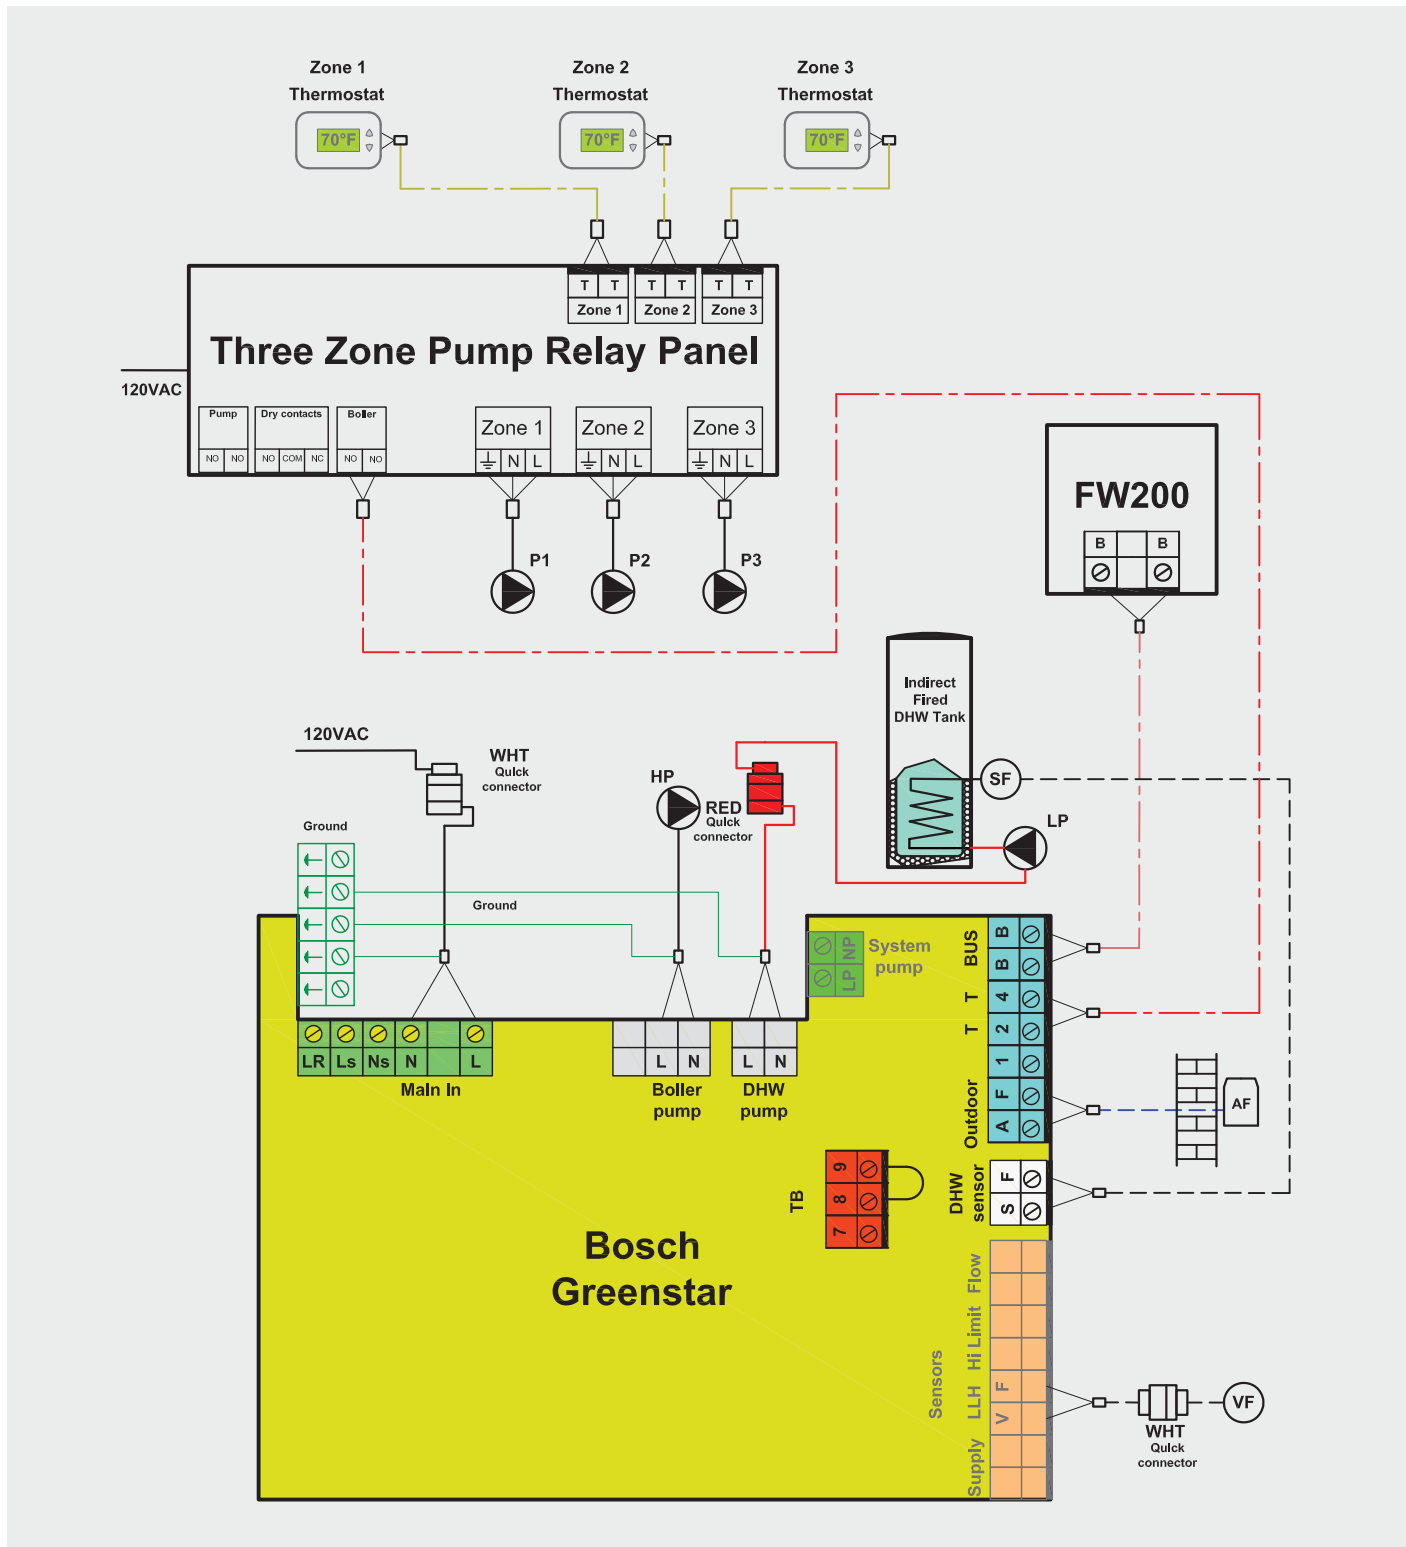 Zone 1
Thermostat
Zone 2
Thermostat
Zone 3
Thermostat
70°F
70°F
70°F
T T
T T
T T
Zone 1
Zone 2
Zone 3
Three Zone Pump Relay Panel
120VAC
Pump
Dry contacts
Boiler
Zone 1
Zone 2
Zone 3
NO NO
NO COM NC
NO NO
N L
N L
N L
P1
P2
P3
FW200
B B
Indirect
Fired
DHW Tank
120VAC
WHT
Quick
connector
HP
RED
Quick
connector
SF
LP
Ground
Ground
System
pump
NP
LP
BUS
B
B
T
4
T
2
1
Outdoor
F
A
AF
LR Ls Ns N L
Main In
L N
Boiler
pump
L N
DHW
pump
TB
9
8
7
DHW
sensor
F
S
Bosch
Greenstar
Sensors
Flow
Hi Limit
LLH
F
V
Supply
VF
WHT
Quick
connector